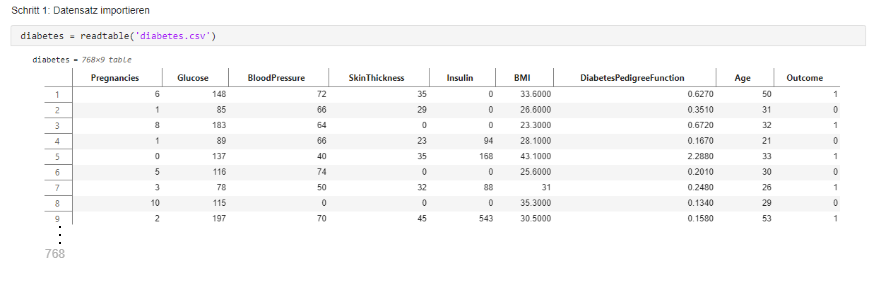 Schritt 1: Datensatz importieren
diabetes = readtable('diabetes.csv')
diabetes = 768×9 table
Pregnancies Glucose BloodPressure SkinThickness Insulin BMI DiabetesPedigreeFunction Age Outcome
1 6 148 72 35 0 33.6000 0.6270 50 1
2 1 85 66 29 0 26.6000 0.3510 31 0
3 8 183 64 0 0 23.3000 0.6720 32 1
4 1 89 66 23 94 28.1000 0.1670 21 0
5 0 137 40 35 168 43.1000 2.2880 33 1
6 5 116 74 0 0 25.6000 0.2010 30 0
7 3 78 50 32 88 31 0.2480 26 1
8 10 115 0 0 0 35.3000 0.1340 29 0
9 2 197 70 45 543 30.5000 0.1580 53 1
768